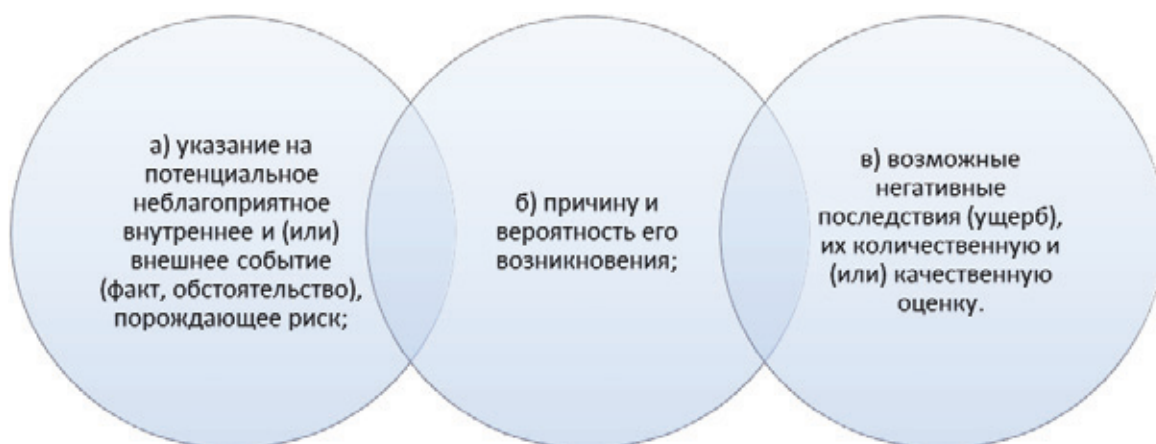 а) указание на
потенциальное
неблагоприятное
внутреннее и (или)
внешнее событие
(факт, обстоятельство),
порождающее риск;
б) причину и
вероятность его
возникновения;
в) возможные
негативные
последствия (ущерб),
их количественную и
(или) качественную
оценку.